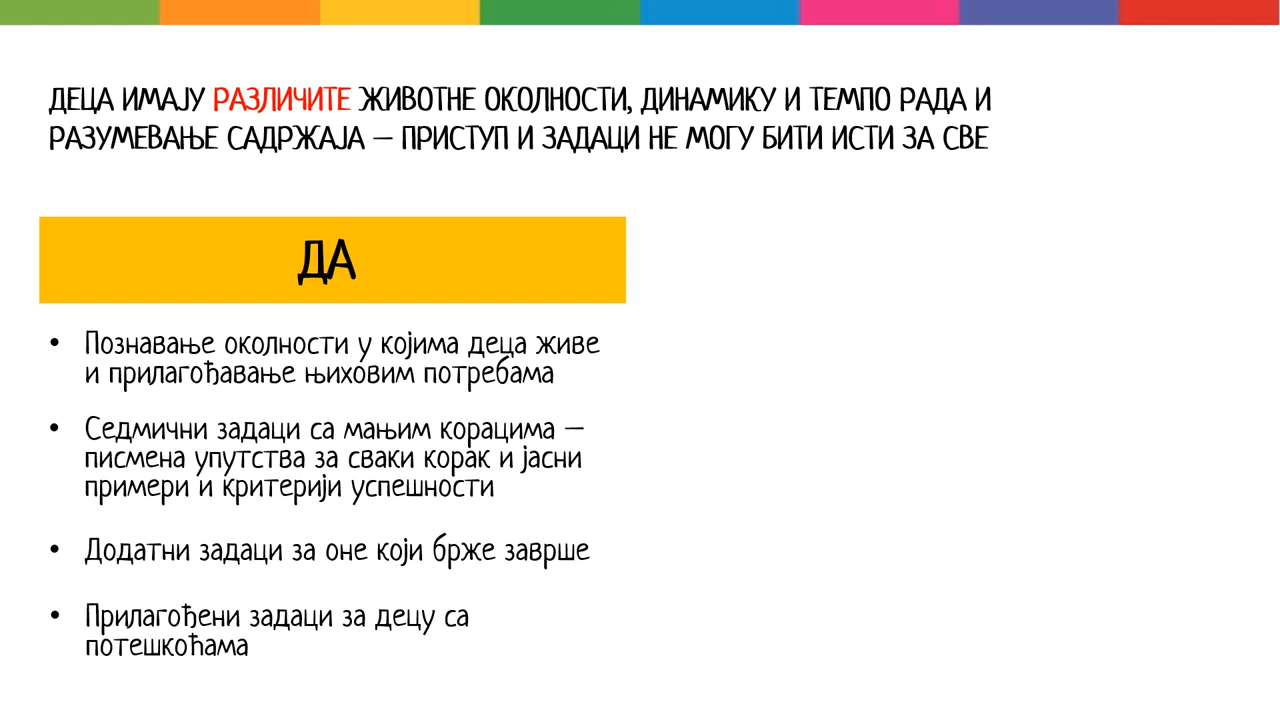 ДЕЦА ИМАЈУ РАЗЛИЧИТЕ ЖИВОТНЕ ОКОЛНОСТИ, ДИНАМИКУ И ТЕМПО РАДА И
РАЗУМЕВАЊЕ САДРЖАЈА – ПРИСТУП И ЗАДАЦИ НЕ МОГУ БИТИ ИСТИ ЗА СВЕ
ДА
• Познавање околности у којима деца живе
и прилагођавање њиховим потребама
• Седмични задаци са мањим корацима –
писмена упутства за сваки корак и јасни
примери и критерији успешности
• Додатни задаци за оне који брже заврше
• Прилагођени задаци за децу са
потешкоћама